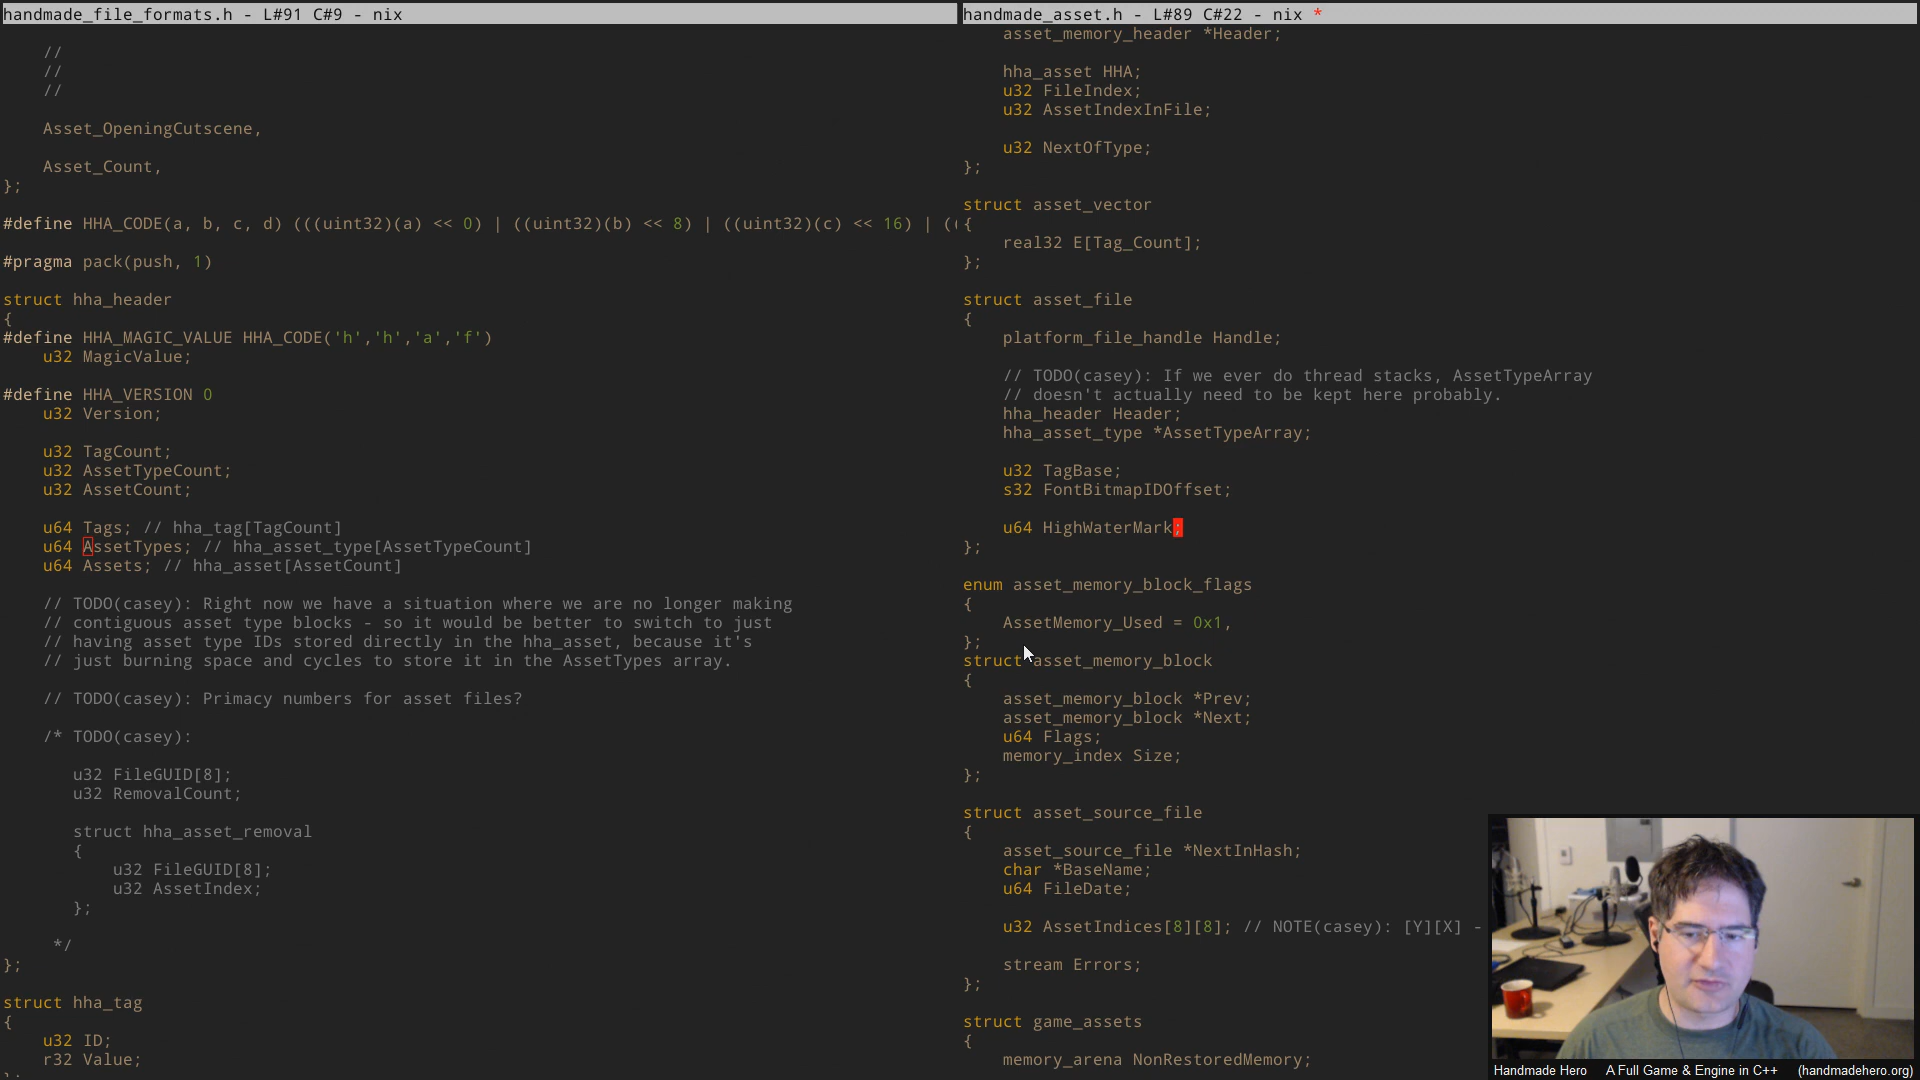 handmade_file_formats.h - L#91 C#9 - nix
//
//
//
Asset_OpeningCutscene,
Asset_Count,
};
#define HHA_CODE(a, b, c, d) (((uint32)(a) << 0) | ((uint32)(b) << 8) | ((uint32)(c) << 16) | ((
#pragma pack(push, 1)
struct hha_header
{
#define HHA_MAGIC_VALUE HHA_CODE('h','h','a','f')
u32 MagicValue;
#define HHA_VERSION 0
u32 Version;
u32 TagCount;
u32 AssetTypeCount;
u32 AssetCount;
u64 Tags; // hha_tag[TagCount]
u64 AssetTypes; // hha_asset_type[AssetTypeCount]
u64 Assets; // hha_asset[AssetCount]
// TODO(casey): Right now we have a situation where we are no longer making
// contiguous asset type blocks - so it would be better to switch to just
// having asset type IDs stored directly in the hha_asset, because it's
// just burning space and cycles to store it in the AssetTypes array.
// TODO(casey): Primacy numbers for asset files?
/* TODO(casey):
u32 FileGUID[8];
u32 RemovalCount;
struct hha_asset_removal
{
u32 FileGUID[8];
u32 AssetIndex;
};
*/
};
struct hha_tag
{
u32 ID;
r32 Value;
handmade_asset.h - L#89 C#22 - nix *
asset_memory_header *Header;
hha_asset HHA;
u32 FileIndex;
u32 AssetIndexInFile;
u32 NextOfType;
};
struct asset_vector
{
real32 E[Tag_Count];
};
struct asset_file
{
platform_file_handle Handle;
// TODO(casey): If we ever do thread stacks, AssetTypeArray
// doesn't actually need to be kept here probably.
hha_header Header;
hha_asset_type *AssetTypeArray;
u32 TagBase;
s32 FontBitmapIDOffset;
u64 HighWaterMark;
};
enum asset_memory_block_flags
{
AssetMemory_Used = 0x1,
};
struct asset_memory_block
{
asset_memory_block *Prev;
asset_memory_block *Next;
u64 Flags;
memory_index Size;
};
struct asset_source_file
{
asset_source_file *NextInHash;
char *BaseName;
u64 FileDate;
u32 AssetIndices[8][8]; // NOTE(casey): [Y][X] -
stream Errors;
};
struct game_assets
{
memory_arena NonRestoredMemory;
Handmade Hero A Full Game & Engine in C++ (handmadehero.org)